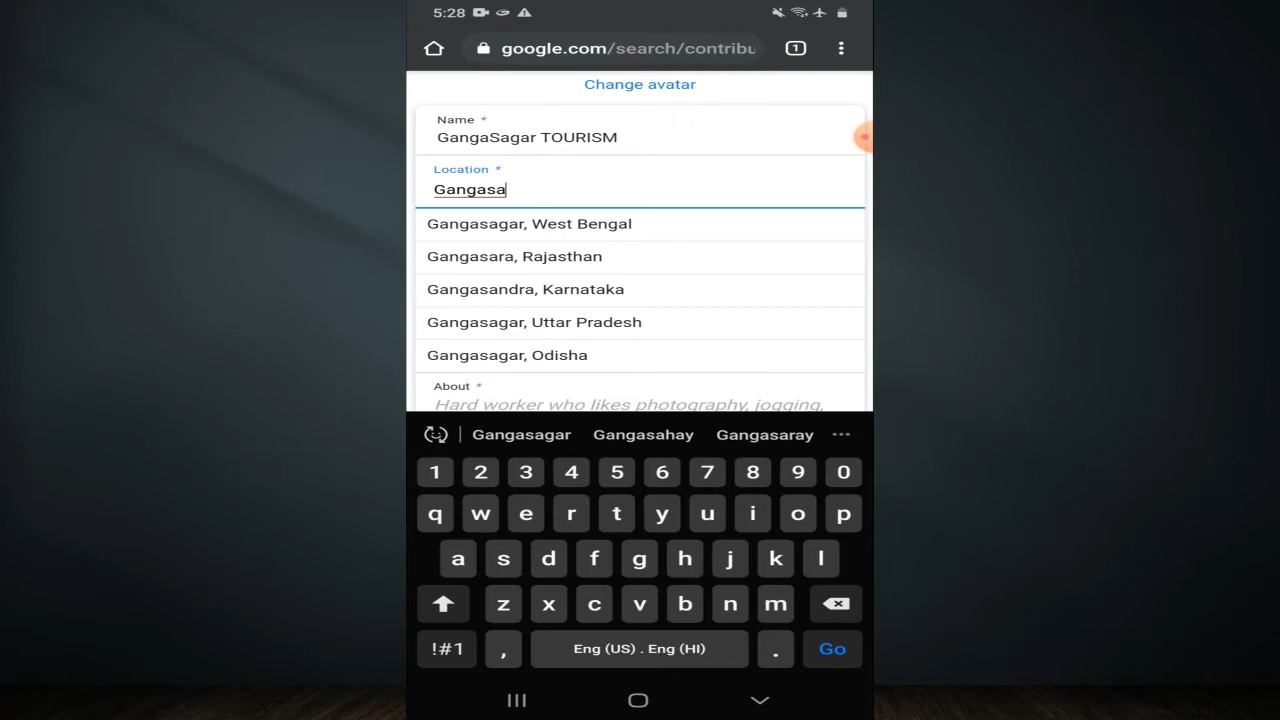 5:28
google.com/search/contribu
1
Change avatar
Name *
GangaSagar TOURISM
Location *
Gangasa
Gangasagar, West Bengal
Gangasara, Rajasthan
Gangasandra, Karnataka
Gangasagar, Uttar Pradesh
Gangasagar, Odisha
About *
Hard worker who likes photography, jogging,
Gangasagar Gangasahay Gangasaray
1 2 3 4 5 6 7 8 9 0
q w e r t y u i o p
a s d f g h j k l
z x c v b n m
!#1 , Eng (US) . Eng (HI) . Go